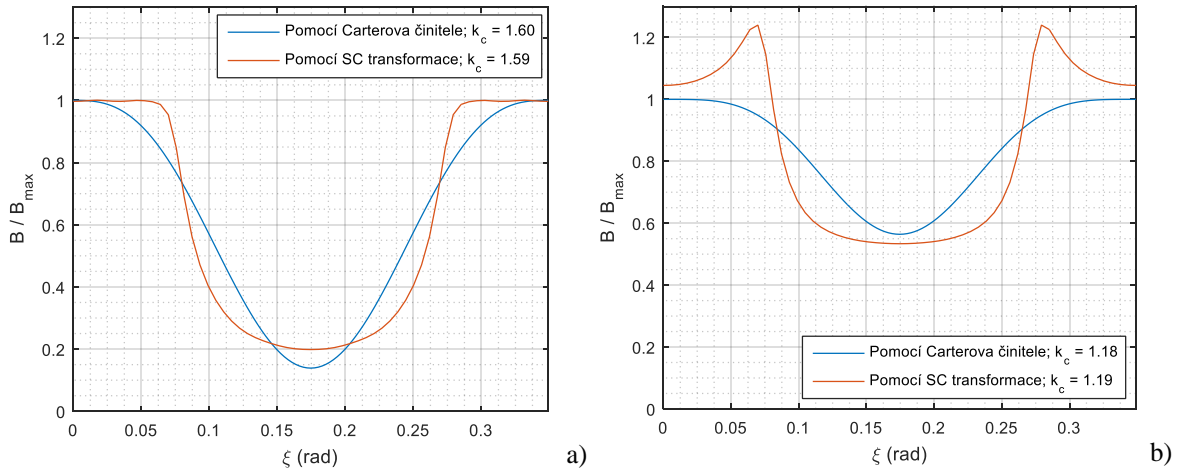 Pomocí Carterova činitele; k_c = 1.60
Pomocí SC transformace; k_c = 1.59
1.2
1
0.8
0.6
0.4
0.2
0
B / B_max
0
0.05
0.1
0.15
0.2
0.25
0.3
ξ (rad)
a)
1.2
1
0.8
0.6
0.4
0.2
0
B / B_max
Pomocí Carterova činitele; k_c = 1.18
Pomocí SC transformace; k_c = 1.19
0
0.05
0.1
0.15
0.2
0.25
0.3
ξ (rad)
b)